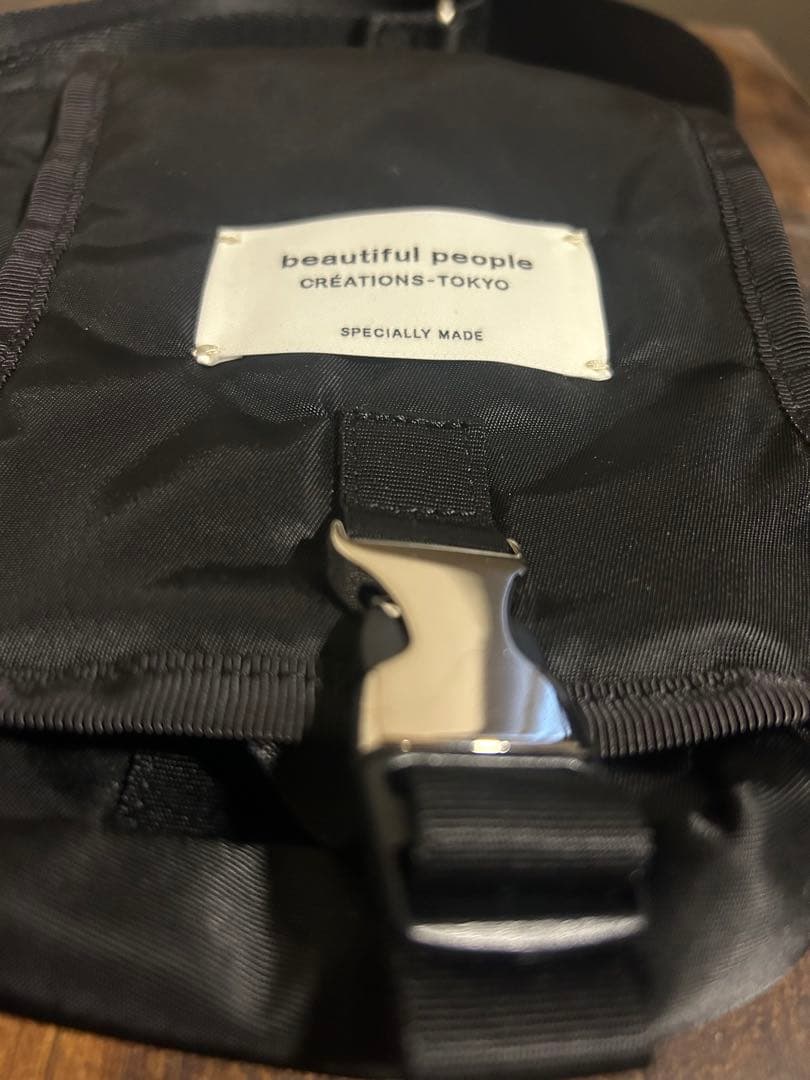 beautiful people
CRÉATIONS-TOKYO
SPECIALLY MADE